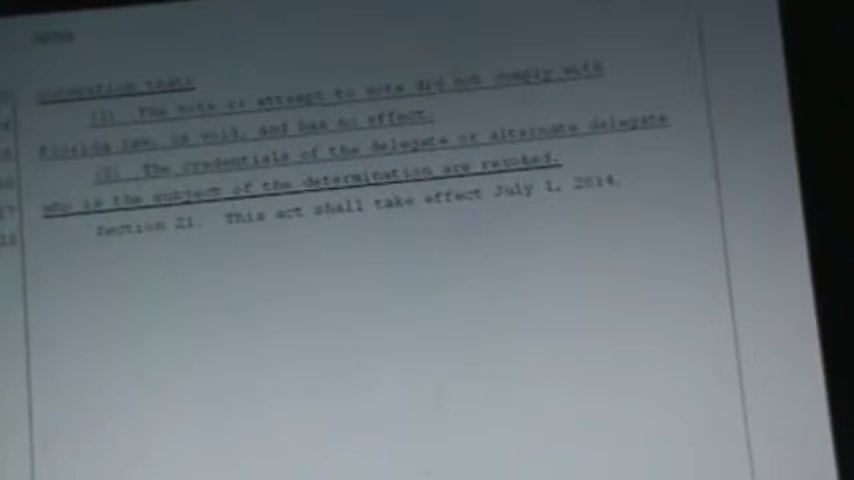 convention that:
(1) The vote or attempt to vote did not comply with
Florida law, is void, and has no effect.
(2) The credentials of the delegate or alternate delegate
who is the subject of the determination are revoked.
Section 21. This act shall take effect July 1, 2014.